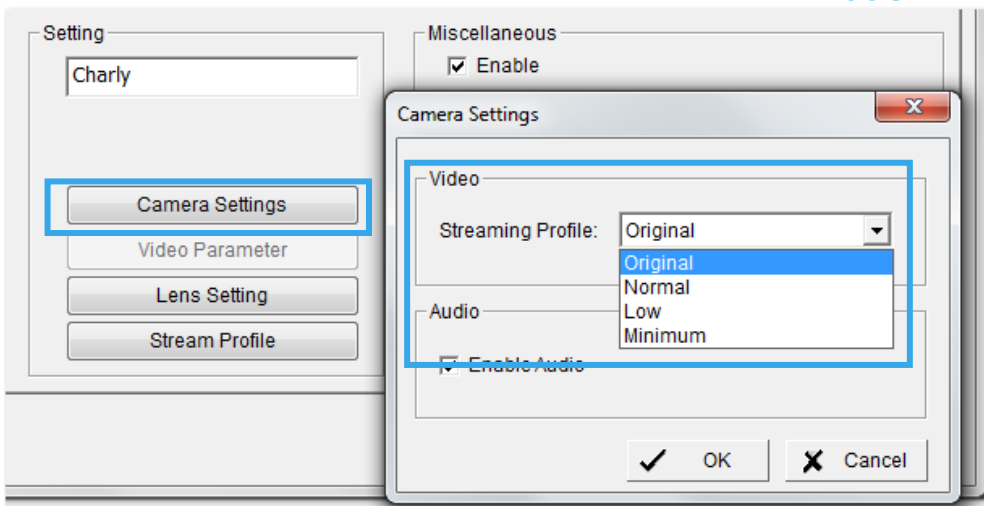 Setting
Charly
Camera Settings
Video Parameter
Lens Setting
Stream Profile
Miscellaneous
Enable
Camera Settings
Video
Streaming Profile: Original
Original
Normal
Low
Minimum
Audio
Enable Audio
OK Cancel